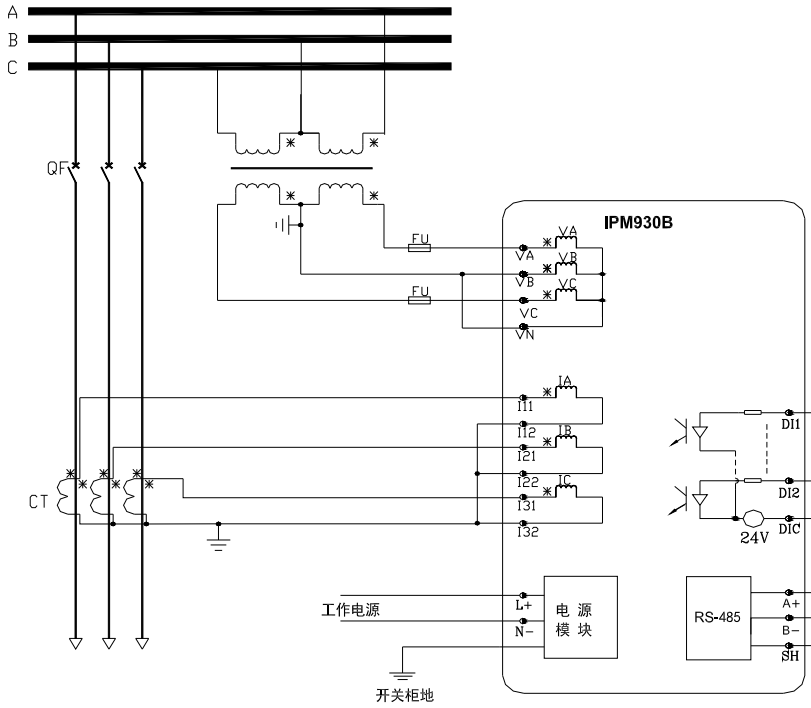 A
B
C
QF
IPM930B
FU
VA
VA
VB
VB
FU
VC
VC
VN
IA
I11
I12
IB
I21
I22
IC
I31
I32
CT
DI1
DI2
24V
DIC
工作电源
L+
N-
电 源
模 块
RS-485
A+
B-
SH
开关柜地